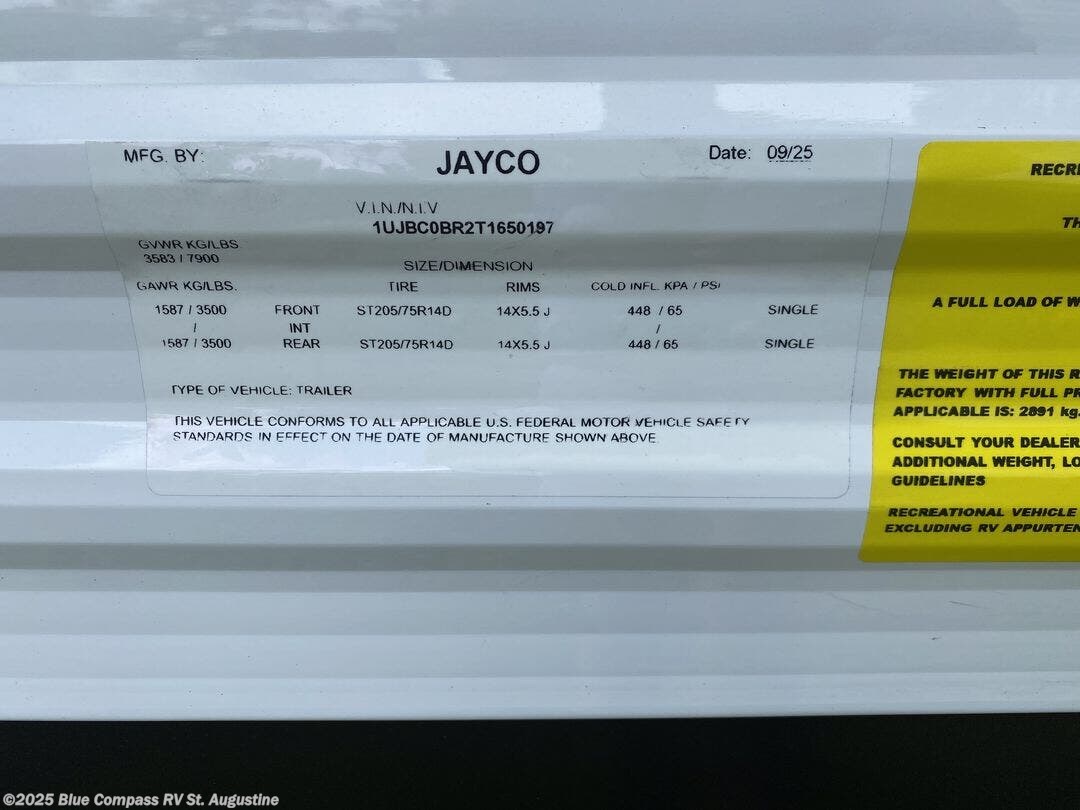 MFG. BY: JAYCO Date: 09/25
V.I.N./N.I.V
1UJBC0BR2T1650197
GVWR KG/LBS.
3583 / 7900
SIZE/DIMENSION
GAWR KG/LBS. TIRE RIMS COLD INFL. KPA / PSI
1587 / 3500 FRONT ST205/75R14D 14X5.5 J 448 / 65 SINGLE
/ INT /
1587 / 3500 REAR ST205/75R14D 14X5.5 J 448 / 65 SINGLE
TYPE OF VEHICLE: TRAILER
THIS VEHICLE CONFORMS TO ALL APPLICABLE U.S. FEDERAL MOTOR VEHICLE SAFETY
STANDARDS IN EFFECT ON THE DATE OF MANUFACTURE SHOWN ABOVE.
RECRE
TH
A FULL LOAD OF W
THE WEIGHT OF THIS R
FACTORY WITH FULL PR
APPLICABLE IS: 2891 kg.
CONSULT YOUR DEALER
ADDITIONAL WEIGHT, LO
GUIDELINES
RECREATIONAL VEHICLE
EXCLUDING RV APPURTEN
©2025 Blue Compass RV St. Augustine